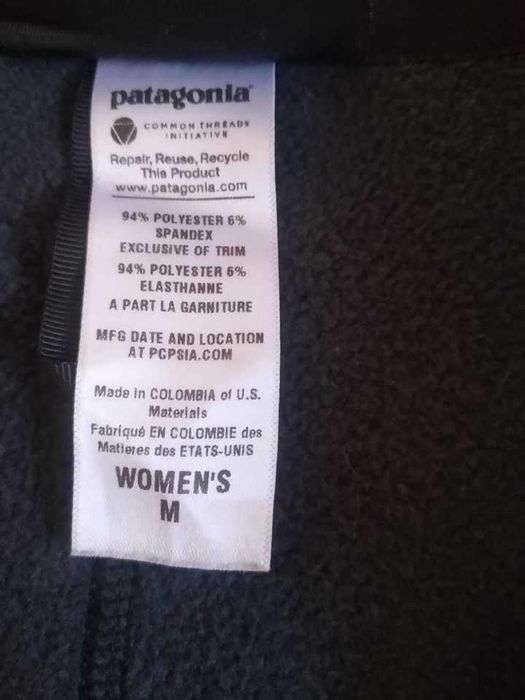 patagonia®
COMMON THREADS
INITIATIVE
Repair, Reuse, Recycle
This Product
www.patagonia.com
94% POLYESTER 6%
SPANDEX
EXCLUSIVE OF TRIM
94% POLYESTER 6%
ELASTHANNE
A PART LA GARNITURE
MFG DATE AND LOCATION
AT PCPSIA.COM
Made in COLOMBIA of U.S.
Materials
Fabriqué EN COLOMBIE des
Matieres des ETATS-UNIS
WOMEN'S
M